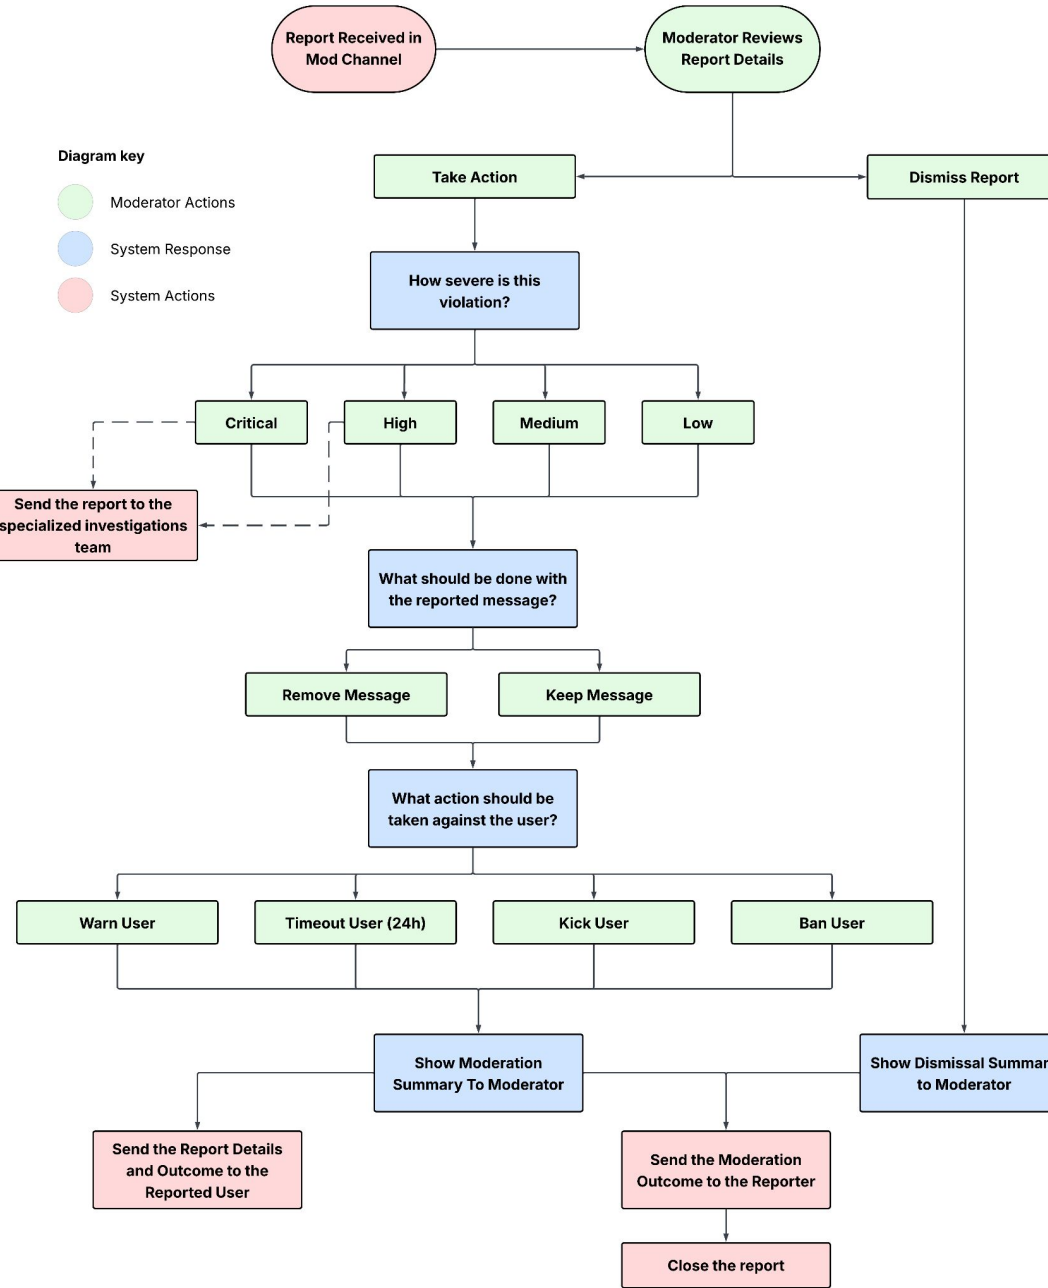 Report Received in
Mod Channel
Moderator Reviews
Report Details
Diagram key
Moderator Actions
System Response
System Actions
Take Action
Dismiss Report
How severe is this
violation?
Critical
High
Medium
Low
Send the report to the
specialized investigations
team
What should be done with
the reported message?
Remove Message
Keep Message
What action should be
taken against the user?
Warn User
Timeout User (24h)
Kick User
Ban User
Show Moderation
Summary To Moderator
Show Dismissal Summar
to Moderator
Send the Report Details
and Outcome to the
Reported User
Send the Moderation
Outcome to the Reporter
Close the report